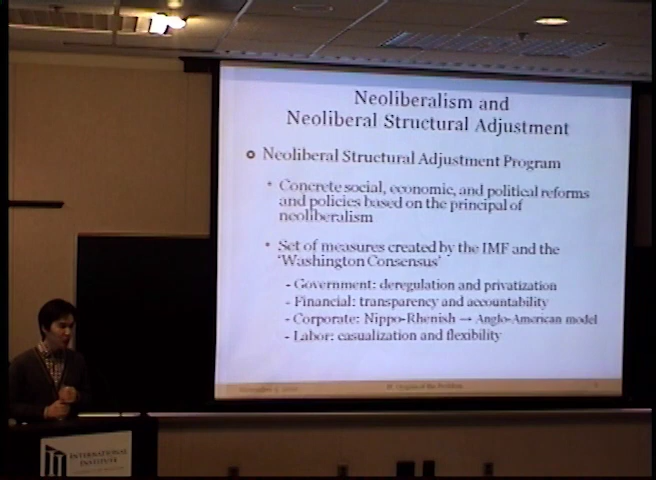 Neoliberalism and
Neoliberal Structural Adjustment
Neoliberal Structural Adjustment Program
Concrete social, economic, and political reforms
and policies based on the principal of
neoliberalism
Set of measures created by the IMF and the
'Washington Consensus'
- Government: deregulation and privatization
- Financial: transparency and accountability
- Corporate: Nippo-Rhenish → Anglo-American model
- Labor: casualization and flexibility
INTERNATIONAL
INSTITUTE